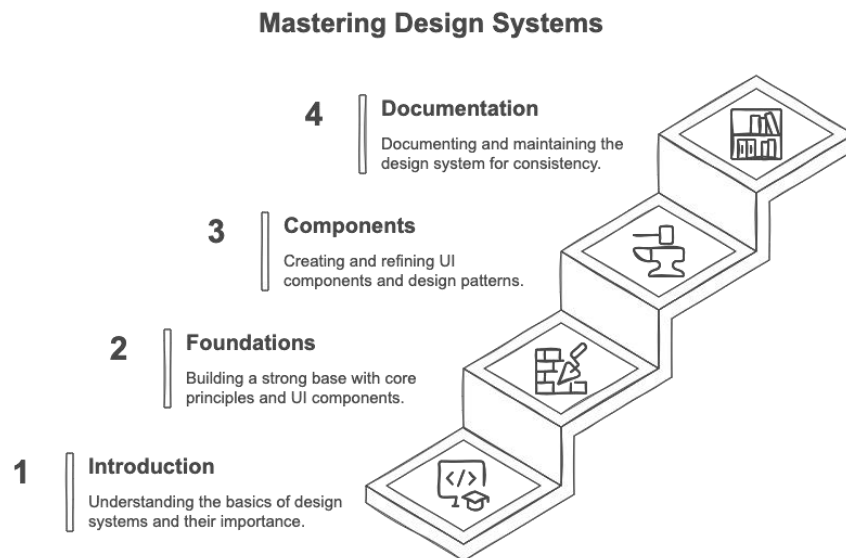 Mastering Design Systems
4
Documentation
Documenting and maintaining the
design system for consistency.
3
Components
Creating and refining UI
components and design patterns.
2
Foundations
Building a strong base with core
principles and UI components.
1
Introduction
Understanding the basics of design
systems and their importance.
</>